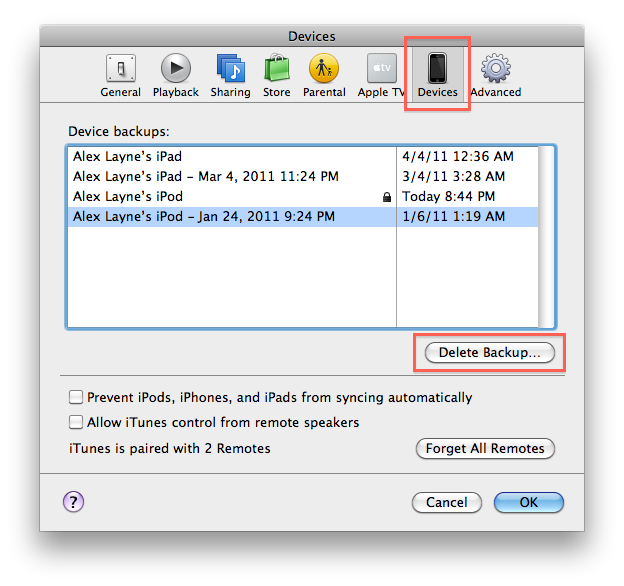 Devices
General Playback Sharing Store Parental Apple TV Devices Advanced
tv
Device backups:
Alex Layne's iPad 4/4/11 12:36 AM
Alex Layne's iPad – Mar 4, 2011 11:24 PM 3/4/11 3:28 AM
Alex Layne's iPod Today 8:44 PM
Alex Layne's iPod – Jan 24, 2011 9:24 PM 1/6/11 1:19 AM
Delete Backup...
Prevent iPods, iPhones, and iPads from syncing automatically
Allow iTunes control from remote speakers
iTunes is paired with 2 Remotes Forget All Remotes
? Cancel OK